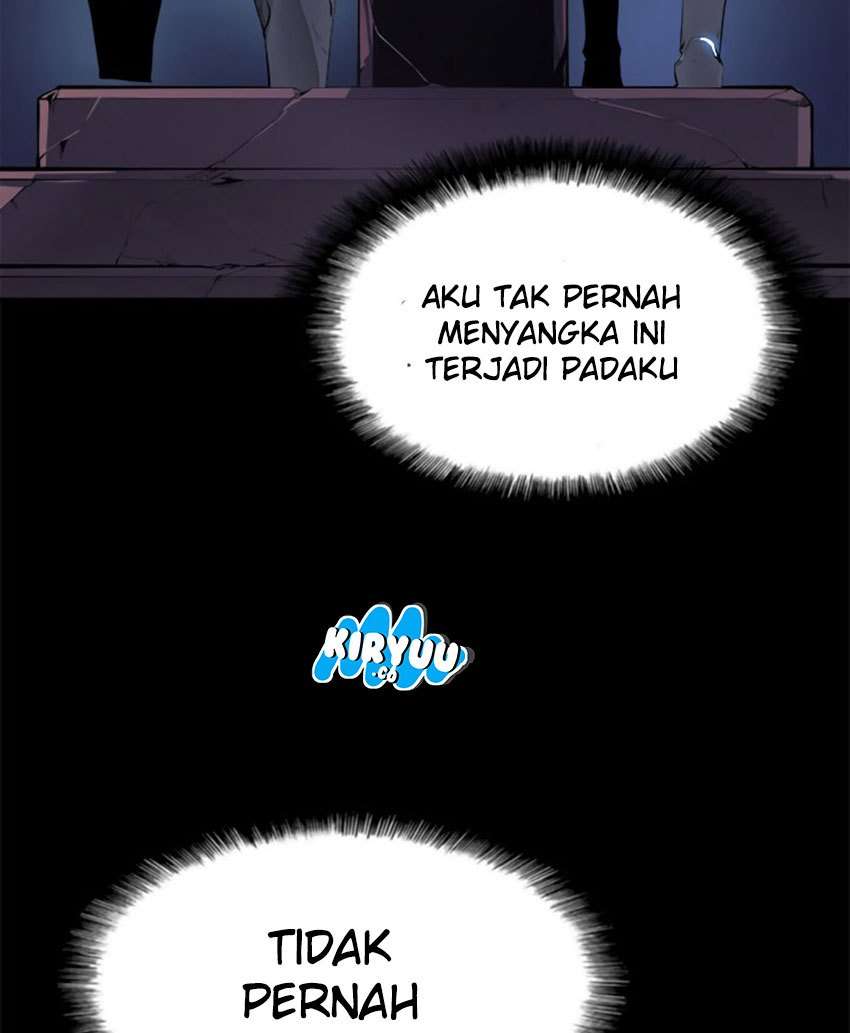 AKU TAK PERNAH
MENYANGKA INI
TERJADI PADAKU
KIRYUU
.CO
TIDAK
PERNAH